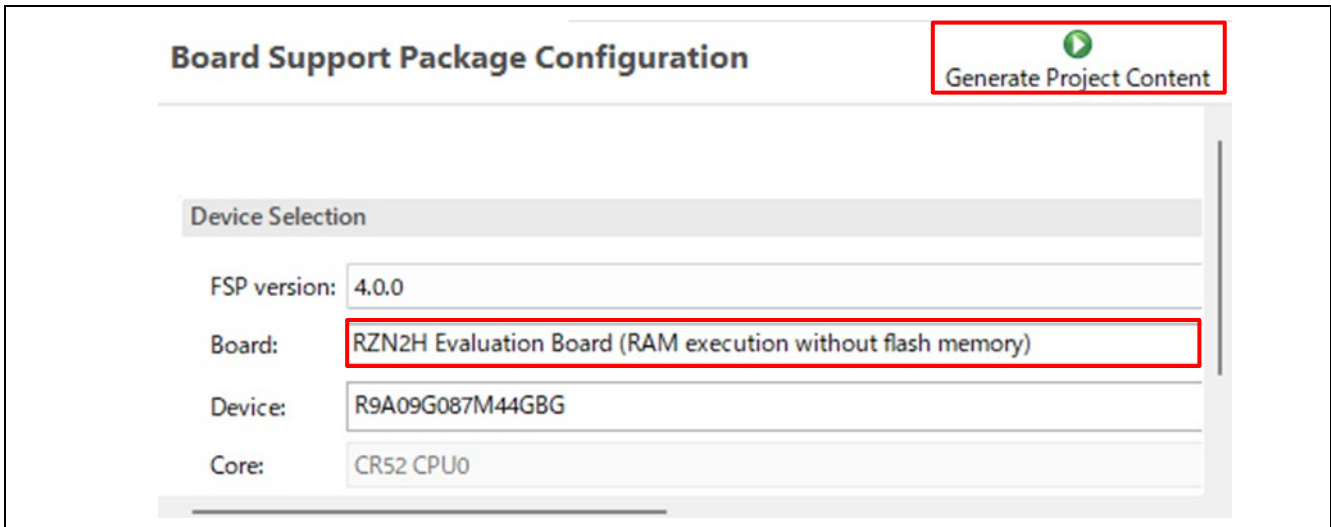 Board Support Package Configuration
Generate Project Content
Device Selection
FSP version: 4.0.0
Board: RZN2H Evaluation Board (RAM execution without flash memory)
Device: R9A09G087M44GBG
Core: CR52 CPU0